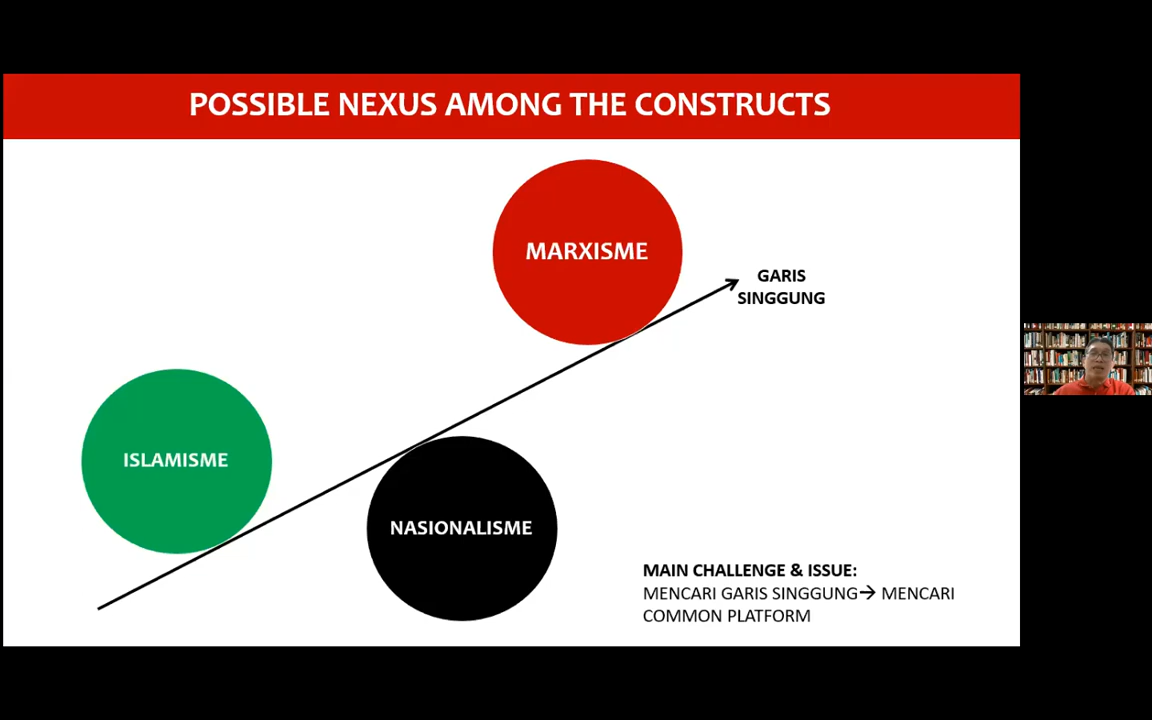 POSSIBLE NEXUS AMONG THE CONSTRUCTS
MARXISME
GARIS
SINGGUNG
ISLAMISME
NASIONALISME
MAIN CHALLENGE & ISSUE:
MENCARI GARIS SINGGUNG→ MENCARI
COMMON PLATFORM